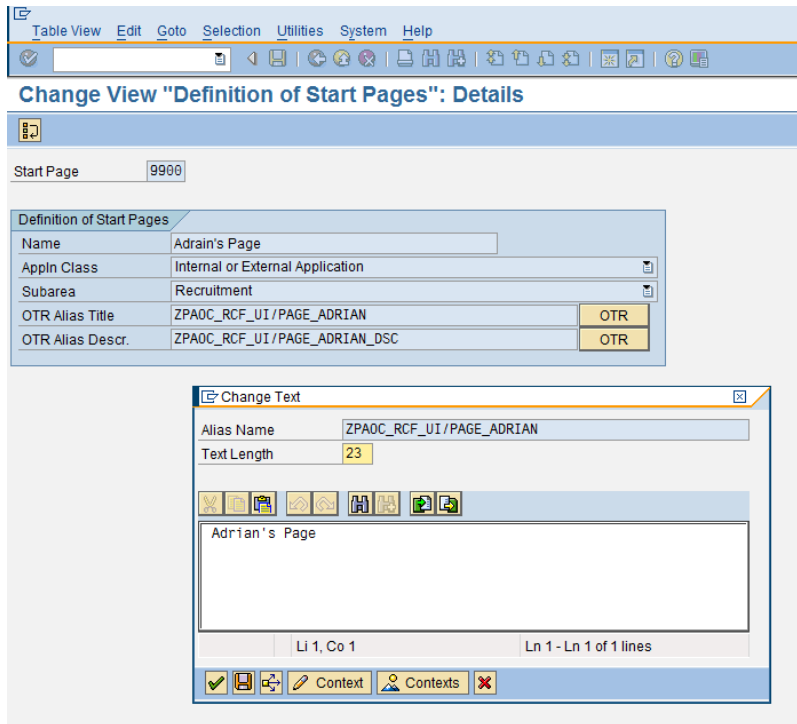 Table View Edit Goto Selection Utilities System Help
Change View "Definition of Start Pages": Details
Start Page 9900
Definition of Start Pages
Name Adrain's Page
Appln Class Internal or External Application
Subarea Recruitment
OTR Alias Title ZPAOC_RCF_UI/PAGE_ADRIAN OTR
OTR Alias Descr. ZPAOC_RCF_UI/PAGE_ADRIAN_DSC OTR
Change Text
Alias Name ZPAOC_RCF_UI/PAGE_ADRIAN
Text Length 23
Adrian's Page
Li 1, Co 1 Ln 1 - Ln 1 of 1 lines
Context Contexts